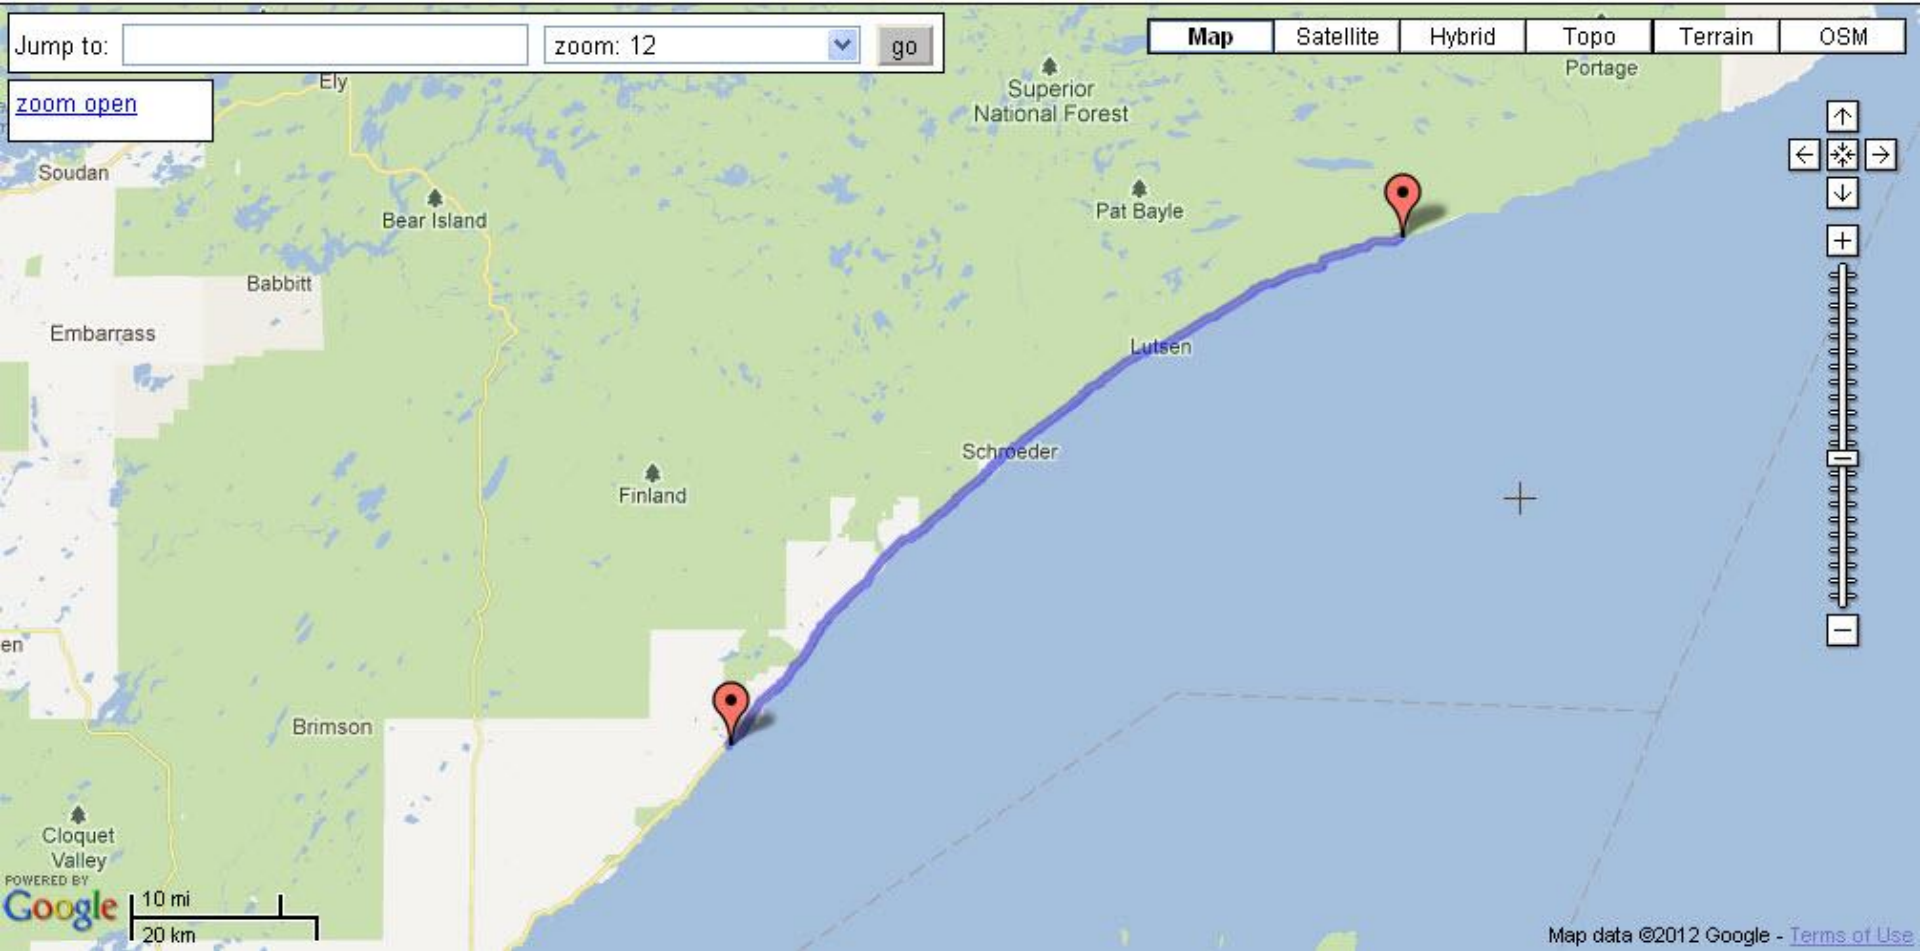 Jump to:
zoom: 12
go
Map
Satellite
Hybrid
Topo
Terrain
OSM
zoom open
Ely
Superior
National Forest
Portage
Soudan
Bear Island
Pat Bayle
Babbitt
Embarrass
Lutsen
Schroeder
Finland
en
Brimson
Cloquet
Valley
POWERED BY
Google
10 mi
20 km
Map data ©2012 Google - Terms of Use